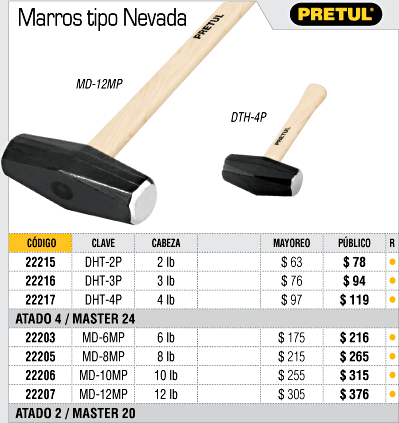 Marros tipo Nevada
PRETUL®
PRETUL
MD-12MP
DTH-4P
PRETUL
CÓDIGO CLAVE CABEZA MAYOREO PÚBLICO R
22215 DHT-2P 2 lb $ 63 $ 78
22216 DHT-3P 3 lb $ 76 $ 94
22217 DHT-4P 4 lb $ 97 $ 119
ATADO 4 / MASTER 24
22203 MD-6MP 6 lb $ 175 $ 216
22205 MD-8MP 8 lb $ 215 $ 265
22206 MD-10MP 10 lb $ 255 $ 315
22207 MD-12MP 12 lb $ 305 $ 376
ATADO 2 / MASTER 20